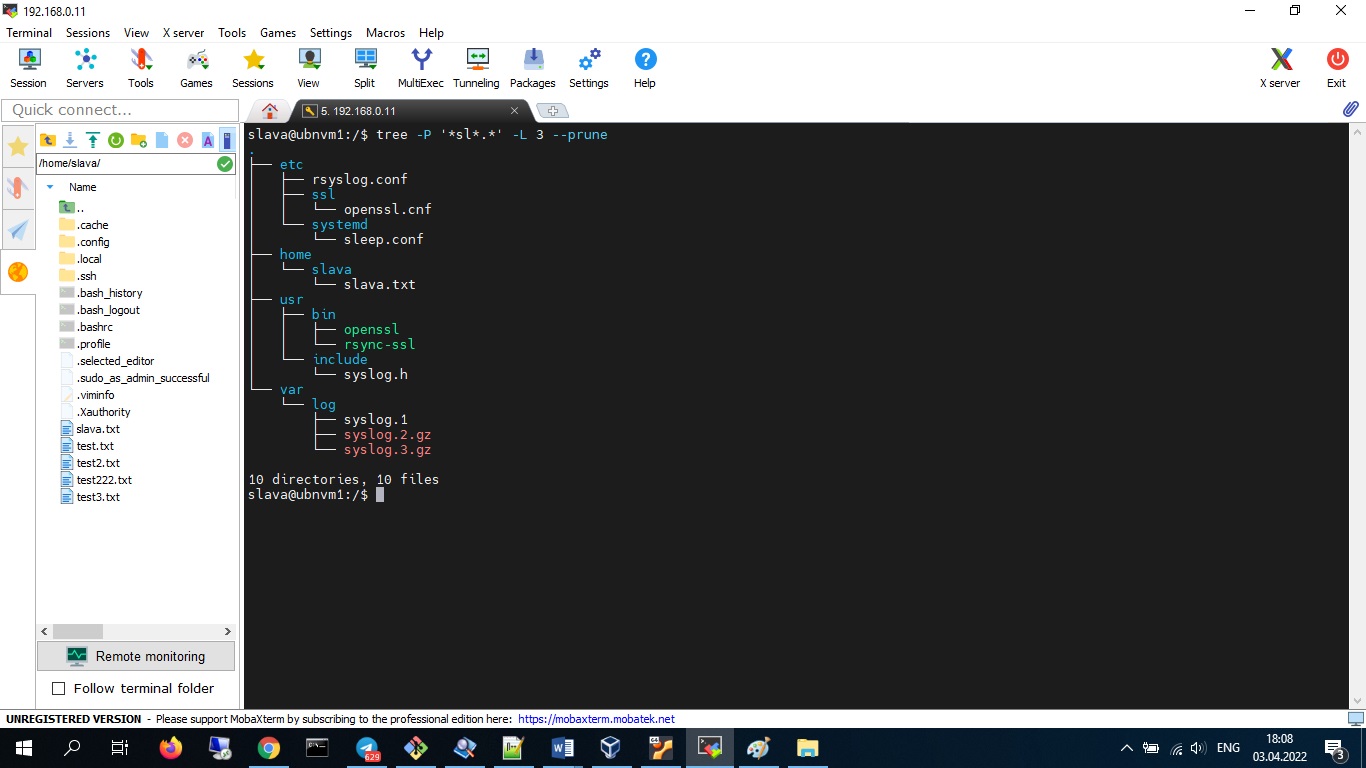 192.168.0.11
Terminal Sessions View X server Tools Games Settings Macros Help
Session Servers Tools Games Sessions View Split MultiExec Tunneling Packages Settings Help X server Exit
Quick connect...
5. 192.168.0.11
/home/slava/
Name
..
.cache
.config
.local
.ssh
.bash_history
.bash_logout
.bashrc
.profile
.selected_editor
.sudo_as_admin_successful
.viminfo
.Xauthority
slava.txt
test.txt
test2.txt
test222.txt
test3.txt
Remote monitoring
Follow terminal folder
slava@ubnvm1:/$ tree -P '*sl*.*' -L 3 --prune
.
├── etc
│   ├── rsyslog.conf
│   ├── ssl
│   │   └── openssl.cnf
│   └── systemd
│       └── sleep.conf
├── home
│   └── slava
│       └── slava.txt
├── usr
│   ├── bin
│   │   ├── openssl
│   │   └── rsync-ssl
│   └── include
│       └── syslog.h
└── var
    └── log
        ├── syslog.1
        ├── syslog.2.gz
        └── syslog.3.gz
10 directories, 10 files
slava@ubnvm1:/$
UNREGISTERED VERSION - Please support MobaXterm by subscribing to the professional edition here: https://mobaxterm.mobatek.net
629
64
ENG
18:08
03.04.2022
3